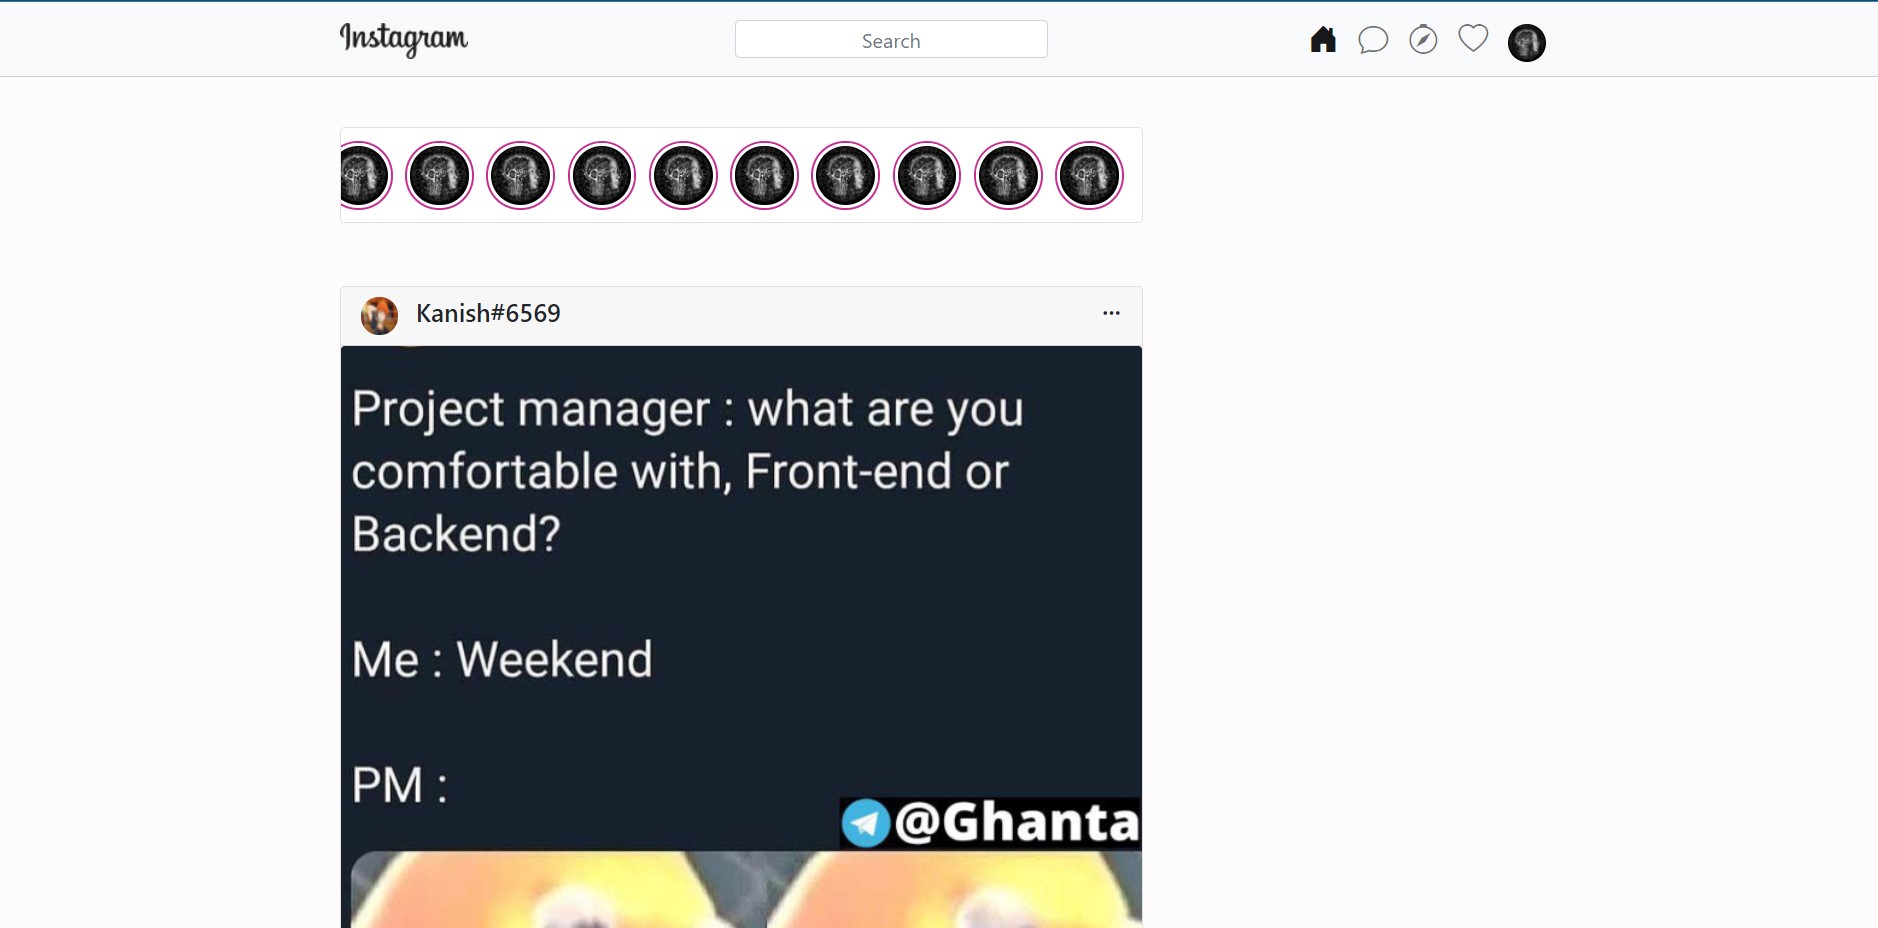 Instagram
Search
Kanish#6569
Project manager : what are you
comfortable with, Front-end or
Backend?
Me : Weekend
PM :
@Ghanta